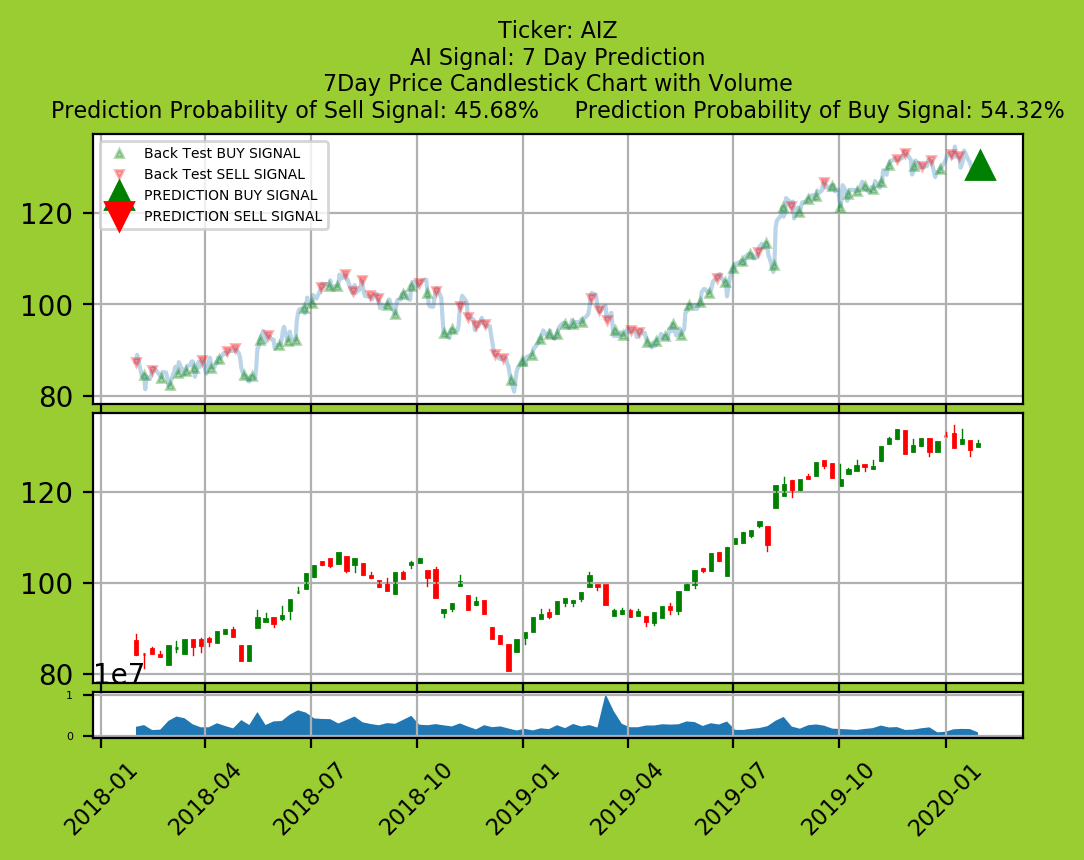 Ticker: AIZ
AI Signal: 7 Day Prediction
7Day Price Candlestick Chart with Volume
Prediction Probability of Sell Signal: 45.68%     Prediction Probability of Buy Signal: 54.32%
Back Test BUY SIGNAL
Back Test SELL SIGNAL
PREDICTION BUY SIGNAL
PREDICTION SELL SIGNAL
120
100
80
120
100
80
1e7
1
0
2018-01
2018-04
2018-07
2018-10
2019-01
2019-04
2019-07
2019-10
2020-01